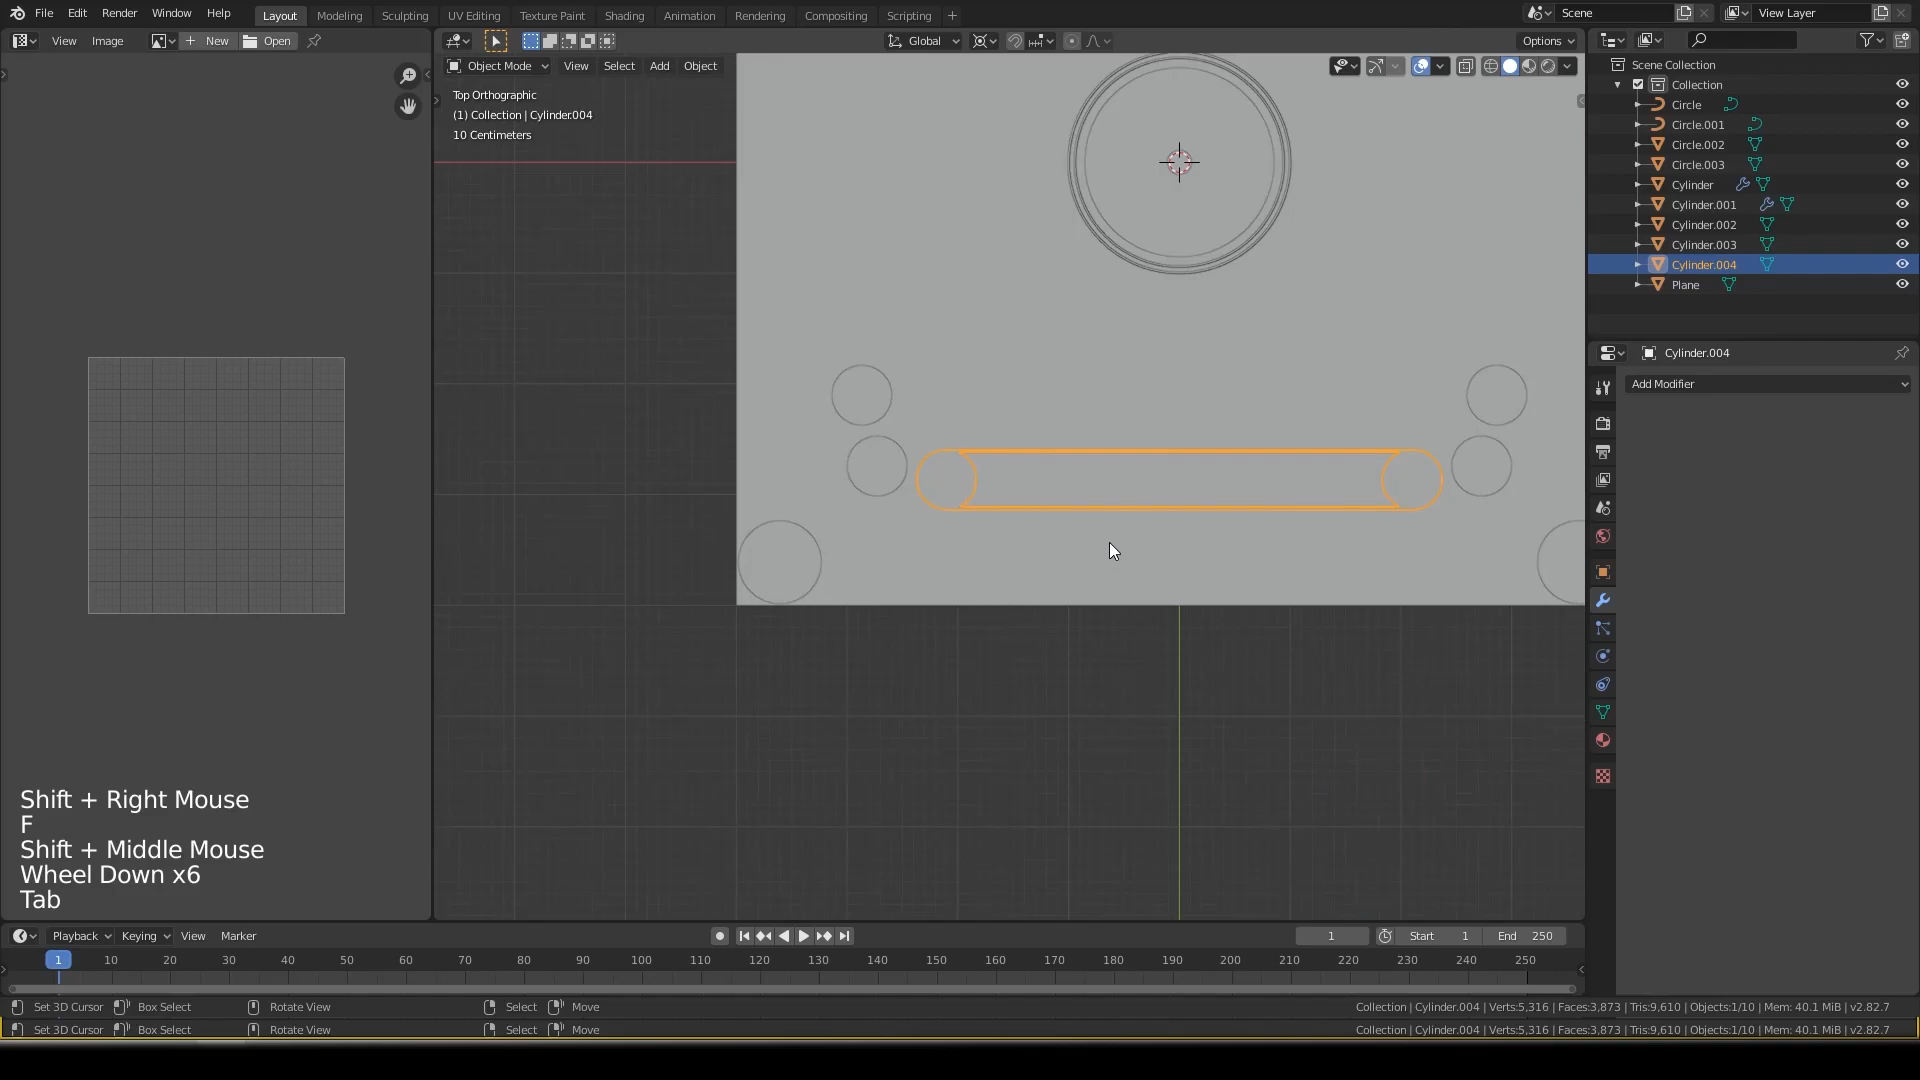 File Edit Render Window Help Layout Modeling Sculpting UV Editing Texture Paint Shading Animation Rendering Compositing Scripting + Scene View Layer
View Image New Open Global Options
Object Mode View Select Add Object
Top Orthographic
(1) Collection | Cylinder.004
10 Centimeters
Scene Collection
Collection
Circle
Circle.001
Circle.002
Circle.003
Cylinder
Cylinder.001
Cylinder.002
Cylinder.003
Cylinder.004
Plane
Cylinder.004
Add Modifier
Shift + Right Mouse
F
Shift + Middle Mouse
Wheel Down x6
Tab
Playback Keying View Marker 1 Start 1 End 250
1 10 20 30 40 50 60 70 80 90 100 110 120 130 140 150 160 170 180 190 200 210 220 230 240 250
Set 3D Cursor Box Select Rotate View Select Move Collection | Cylinder.004 | Verts:5,316 | Faces:3,873 | Tris:9,610 | Objects:1/10 | Mem: 40.1 MiB | v2.82.7
Set 3D Cursor Box Select Rotate View Select Move Collection | Cylinder.004 | Verts:5,316 | Faces:3,873 | Tris:9,610 | Objects:1/10 | Mem: 40.1 MiB | v2.82.7